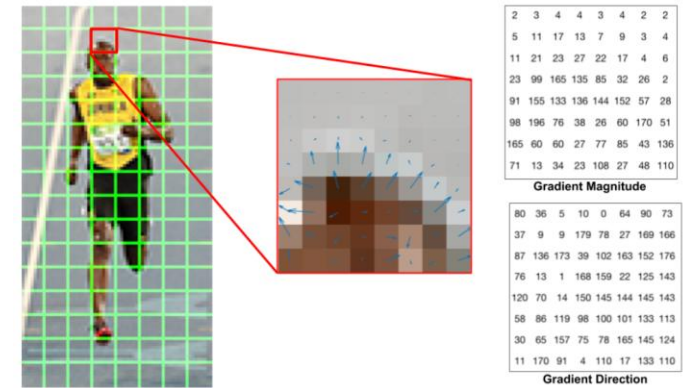 2 3 4 4 3 4 2 2
5 11 17 13 7 9 3 4
11 21 23 27 22 17 4 6
23 99 165 135 85 32 26 2
91 155 133 136 144 152 57 28
98 196 76 38 26 60 170 51
165 60 60 27 77 85 43 136
71 13 34 23 108 27 48 110
Gradient Magnitude
80 36 5 10 0 64 90 73
37 9 9 179 78 27 169 166
87 136 173 39 102 163 152 176
76 13 1 168 159 22 125 143
120 70 14 150 145 144 145 143
58 86 119 98 100 101 133 113
30 65 157 75 78 165 145 124
11 170 91 4 110 17 133 110
Gradient Direction